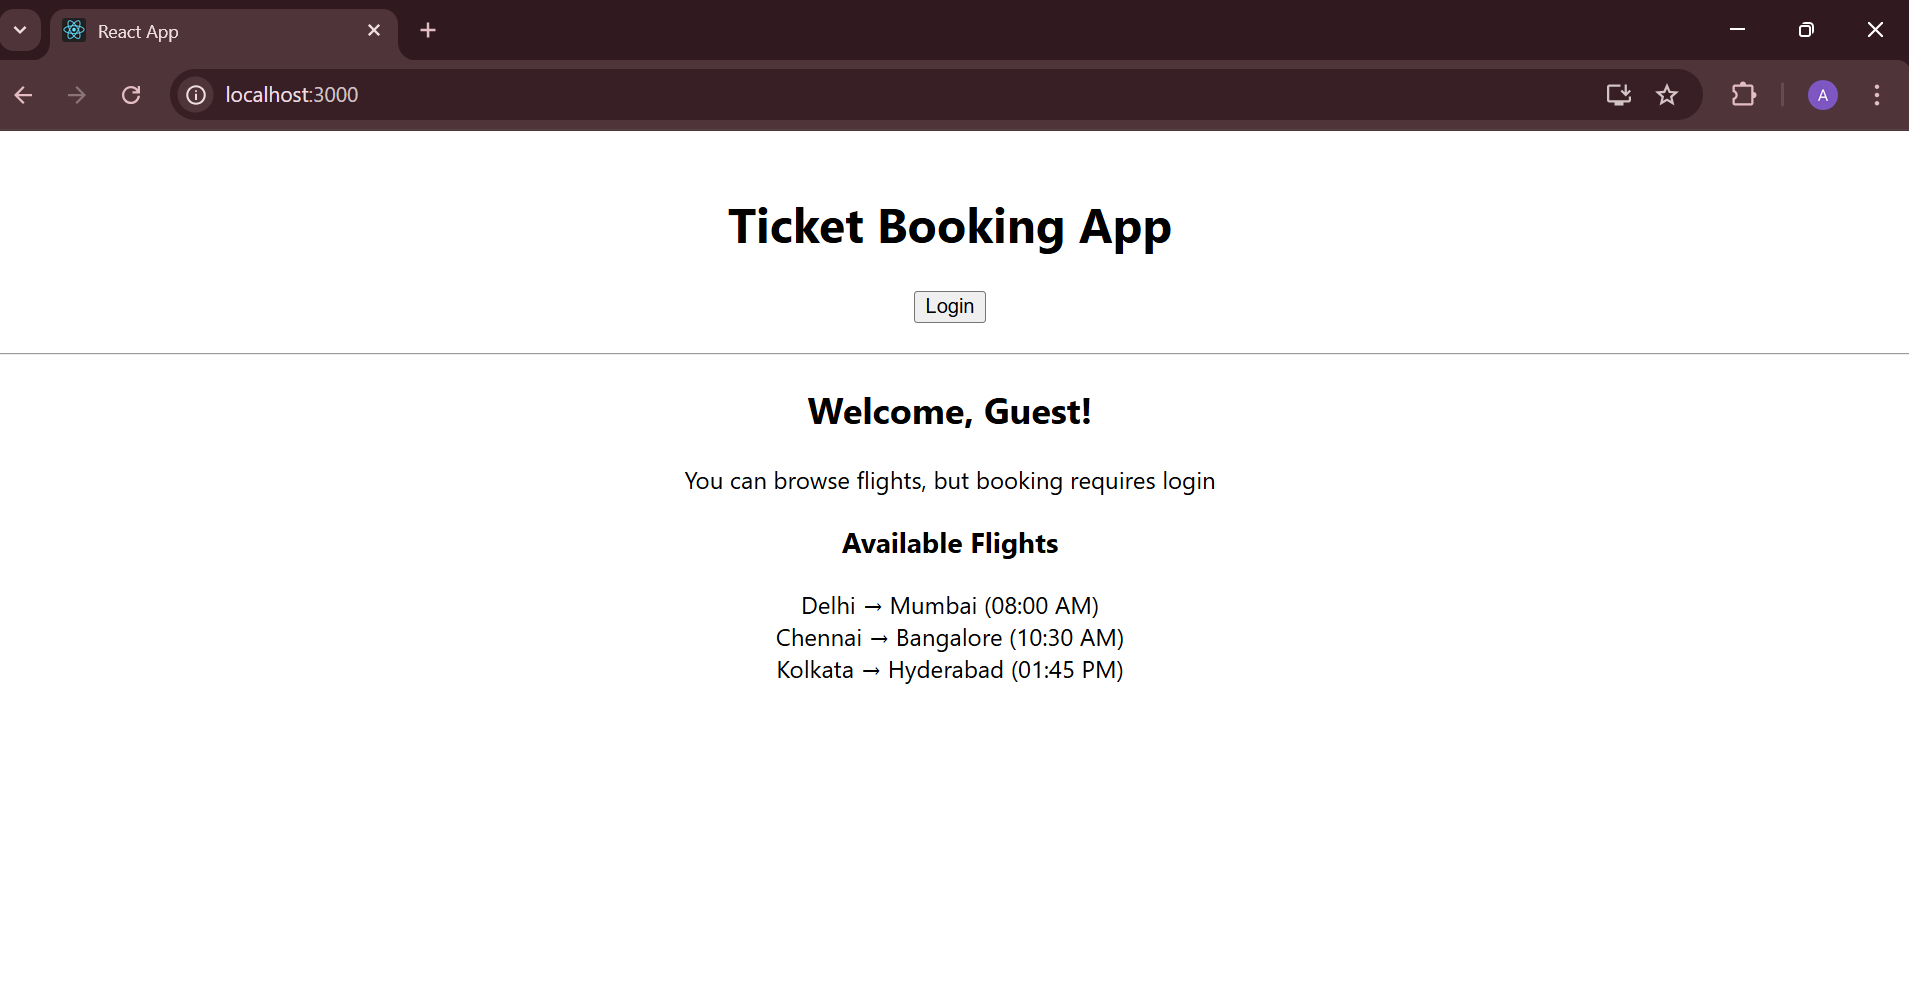 React App
localhost:3000
A
Ticket Booking App
Login
Welcome, Guest!
You can browse flights, but booking requires login
Available Flights
Delhi → Mumbai (08:00 AM)
Chennai → Bangalore (10:30 AM)
Kolkata → Hyderabad (01:45 PM)